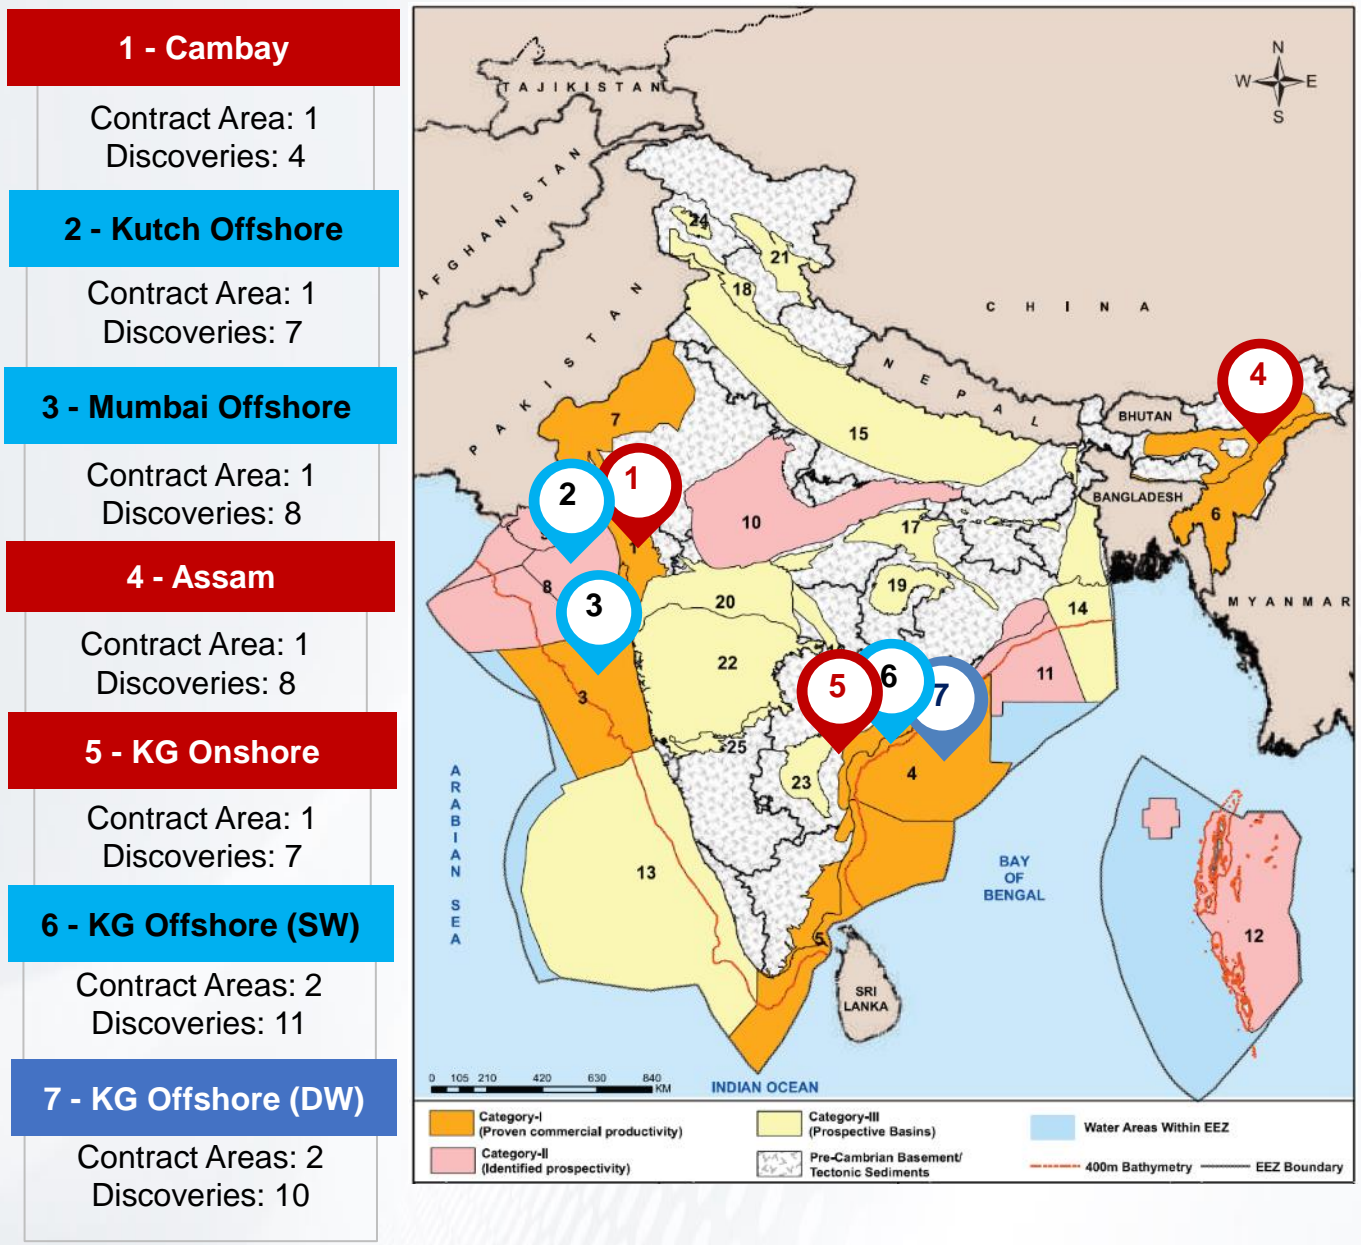 1 - Cambay
Contract Area: 1
Discoveries: 4
2 - Kutch Offshore
Contract Area: 1
Discoveries: 7
3 - Mumbai Offshore
Contract Area: 1
Discoveries: 8
4 - Assam
Contract Area: 1
Discoveries: 8
5 - KG Onshore
Contract Area: 1
Discoveries: 7
6 - KG Offshore (SW)
Contract Areas: 2
Discoveries: 11
7 - KG Offshore (DW)
Contract Areas: 2
Discoveries: 10
N
W E
S
TAJIKISTAN
AFGHANISTAN
PAKISTAN
CHINA
NEPAL
BHUTAN
BANGLADESH
MYANMAR
24
21
18
15
7
4
6
1
2
10
17
8
3
19
20
14
22
11
5
6
7
3
25
23
4
13
5
12
ARABIAN SEA
BAY
OF
BENGAL
SRI
LANKA
INDIAN OCEAN
0 105 210 420 630 840
KM
Category-I
(Proven commercial productivity)
Category-II
(Identified prospectivity)
Category-III
(Prospective Basins)
Pre-Cambrian Basement/
Tectonic Sediments
Water Areas Within EEZ
400m Bathymetry
EEZ Boundary